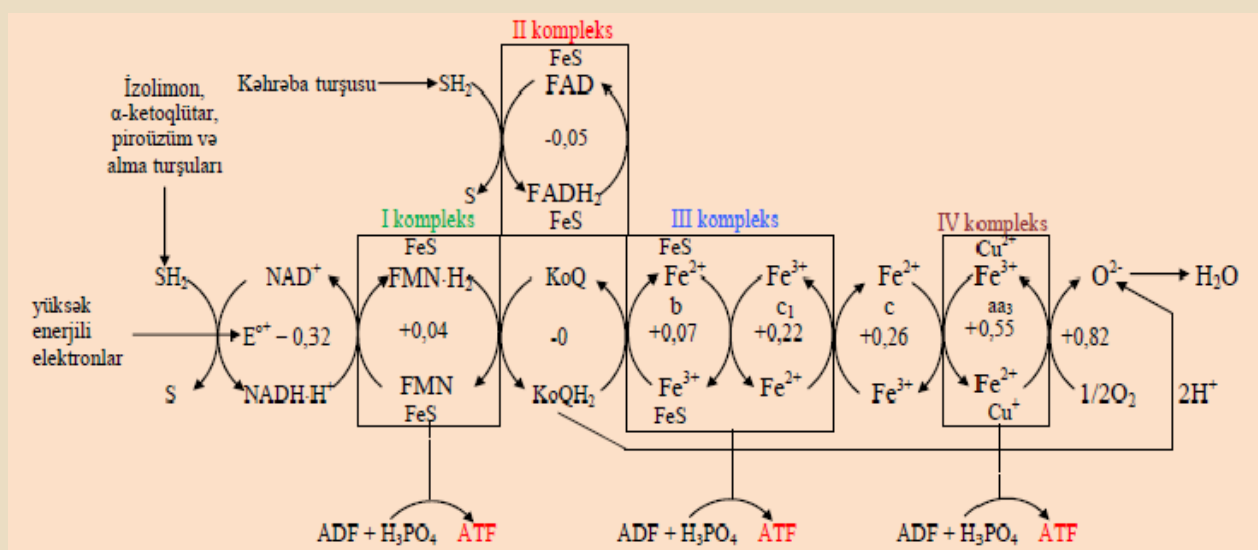 II kompleks
FeS
Kəhrəba turşusu SH₂ FAD
-0,05
S FADH₂
FeS
İzolimon,
α-ketoqlütar,
piroüzüm və
alma turşuları
I kompleks III kompleks IV kompleks
FeS FeS Cu²⁺
SH₂ NAD⁺ FMN·H₂ KoQ Fe²⁺ Fe³⁺ Fe²⁺ Fe³⁺ O²⁻ H₂O
b c₁ c aa₃
yüksək
enerjili
elektronlar
E°⁺ – 0,32 +0,04 -0 +0,07 +0,22 +0,26 +0,55 +0,82
S NADH·H⁺ FMN KoQH₂ Fe³⁺ Fe²⁺ Fe³⁺ Fe²⁺ 1/2O₂ 2H⁺
FeS FeS Cu⁺
ADF + H₃PO₄ ATF ADF + H₃PO₄ ATF ADF + H₃PO₄ ATF